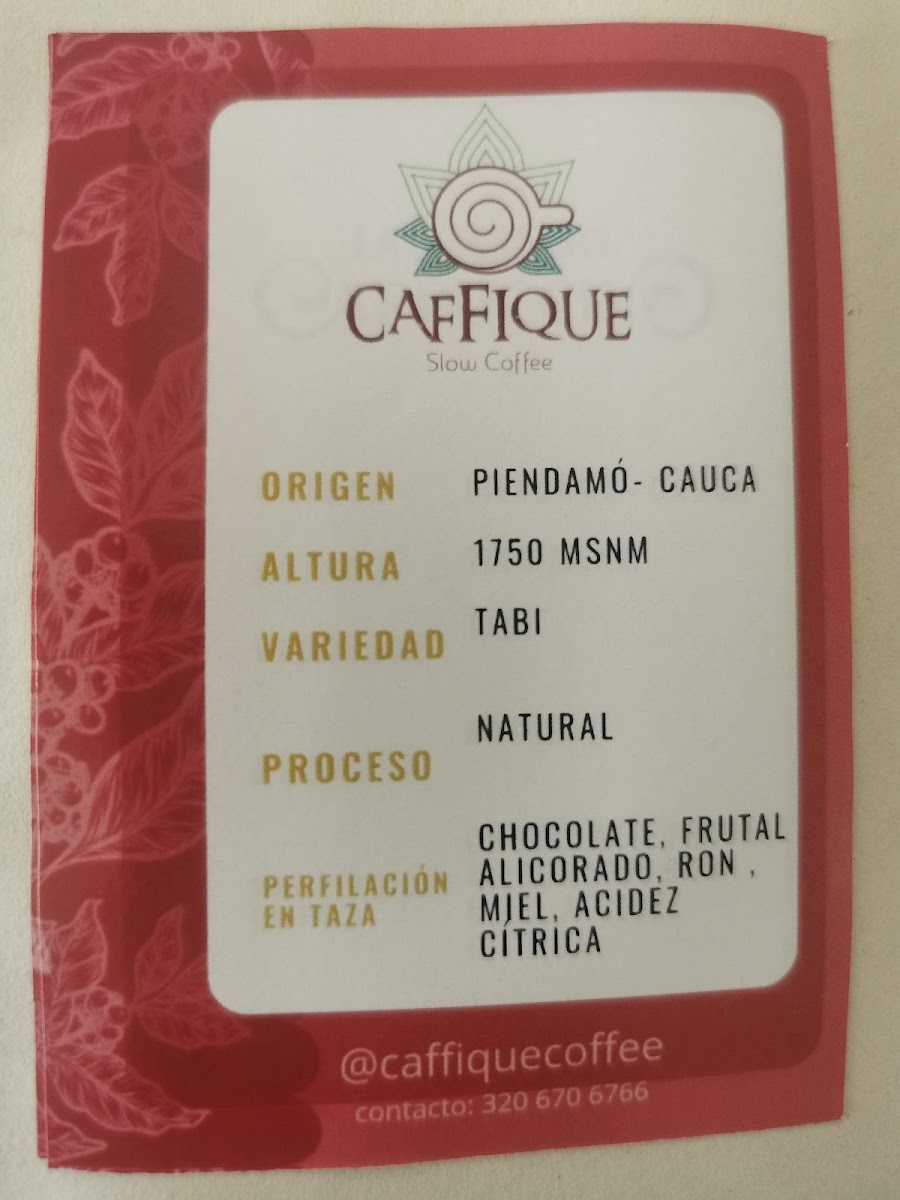 CAFFIQUE
Slow Coffee
ORIGEN PIENDAMÓ- CAUCA
ALTURA 1750 MSNM
VARIEDAD TABI
PROCESO NATURAL
PERFILACIÓN EN TAZA
CHOCOLATE, FRUTAL
ALICORADO, RON ,
MIEL, ACIDEZ
CÍTRICA
@caffiquecoffee
contacto: 320 670 6766